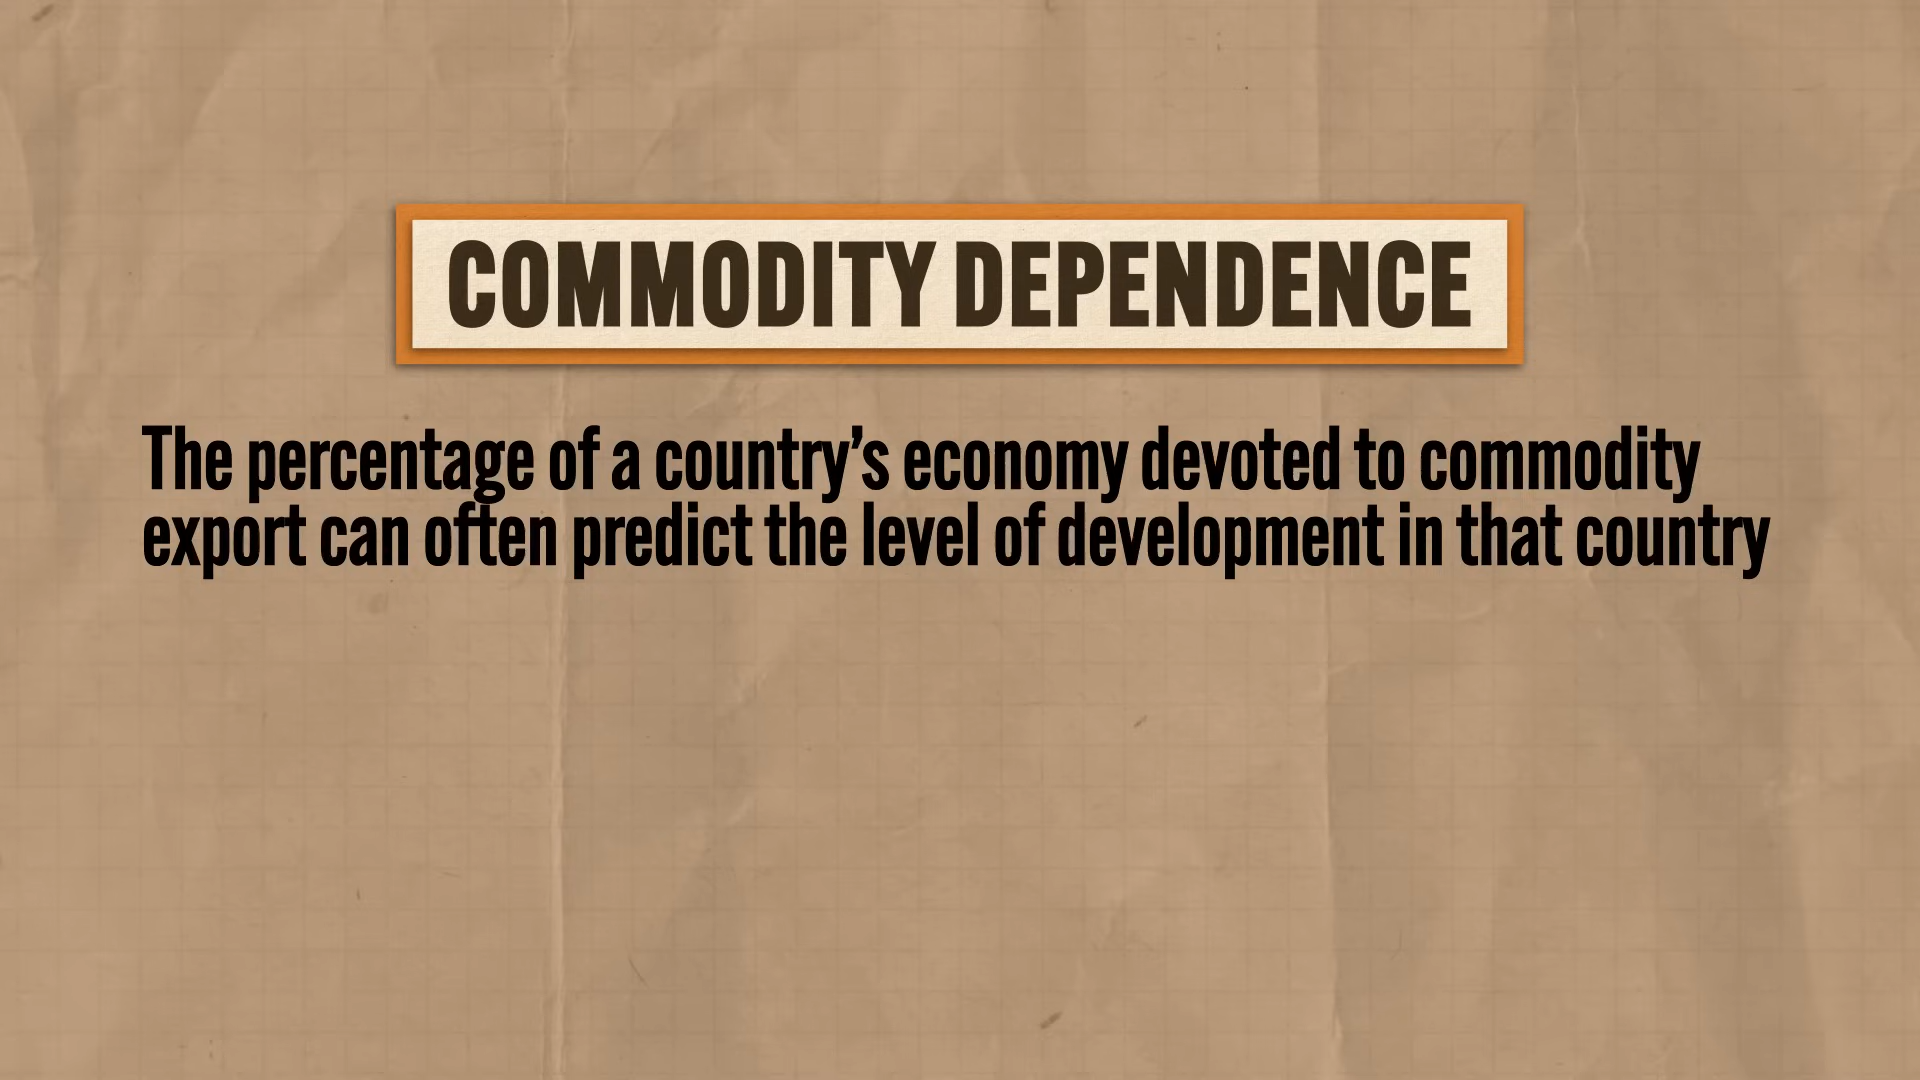 COMMODITY DEPENDENCE
The percentage of a country’s economy devoted to commodity
export can often predict the level of development in that country